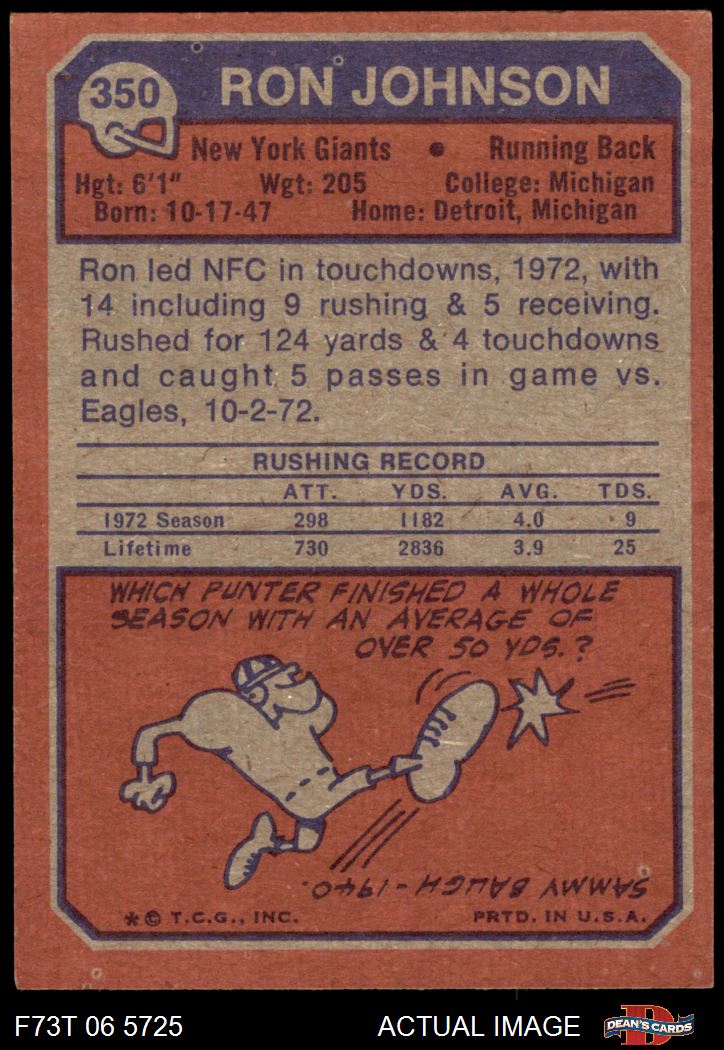 350
RON JOHNSON
New York Giants • Running Back
Hgt: 6'1" Wgt: 205 College: Michigan
Born: 10-17-47 Home: Detroit, Michigan
Ron led NFC in touchdowns, 1972, with
14 including 9 rushing & 5 receiving.
Rushed for 124 yards & 4 touchdowns
and caught 5 passes in game vs.
Eagles, 10-2-72.
RUSHING RECORD
ATT. YDS. AVG. TDS.
1972 Season 298 1182 4.0 9
Lifetime 730 2836 3.9 25
WHICH PUNTER FINISHED A WHOLE
SEASON WITH AN AVERAGE OF
OVER 50 YDS.?
SAMMY BAUGH - 1940.
*© T.C.G., INC. PRTD. IN U.S.A.
F73T 06 5725 ACTUAL IMAGE
D
DEAN'S CARDS